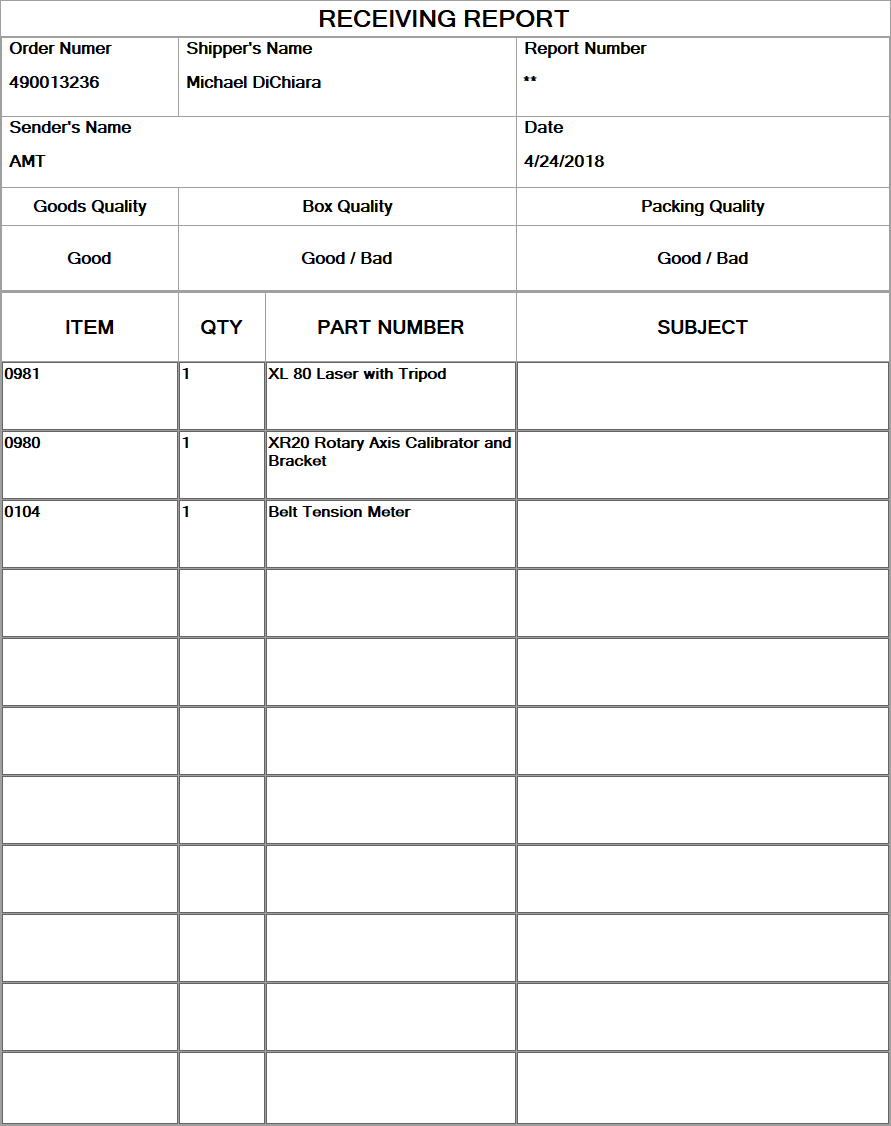 RECEIVING REPORT
Order Numer Shipper's Name Report Number
490013236 Michael DiChiara **
Sender's Name Date
AMT 4/24/2018
Goods Quality Box Quality Packing Quality
Good Good / Bad Good / Bad
ITEM QTY PART NUMBER SUBJECT
0981 1 XL 80 Laser with Tripod
0980 1 XR20 Rotary Axis Calibrator and
Bracket
0104 1 Belt Tension Meter